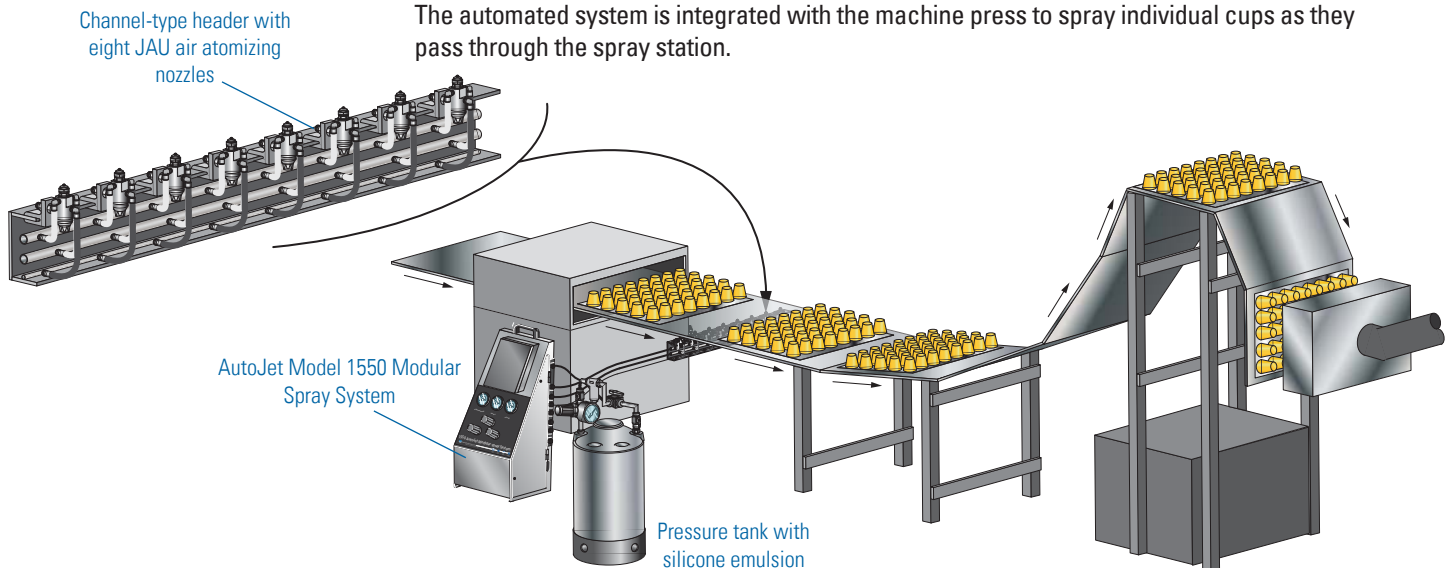 Channel-type header with
eight JAU air atomizing
nozzles
The automated system is integrated with the machine press to spray individual cups as they
pass through the spray station.
AutoJet Model 1550 Modular
Spray System
Pressure tank with
silicone emulsion